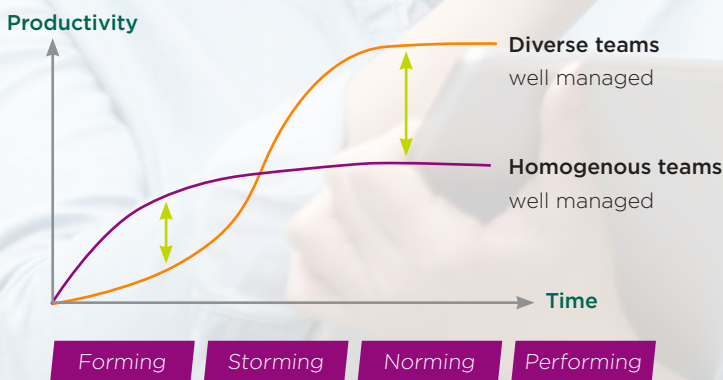 Productivity
Diverse teams
well managed
Homogenous teams
well managed
Time
Forming
Storming
Norming
Performing